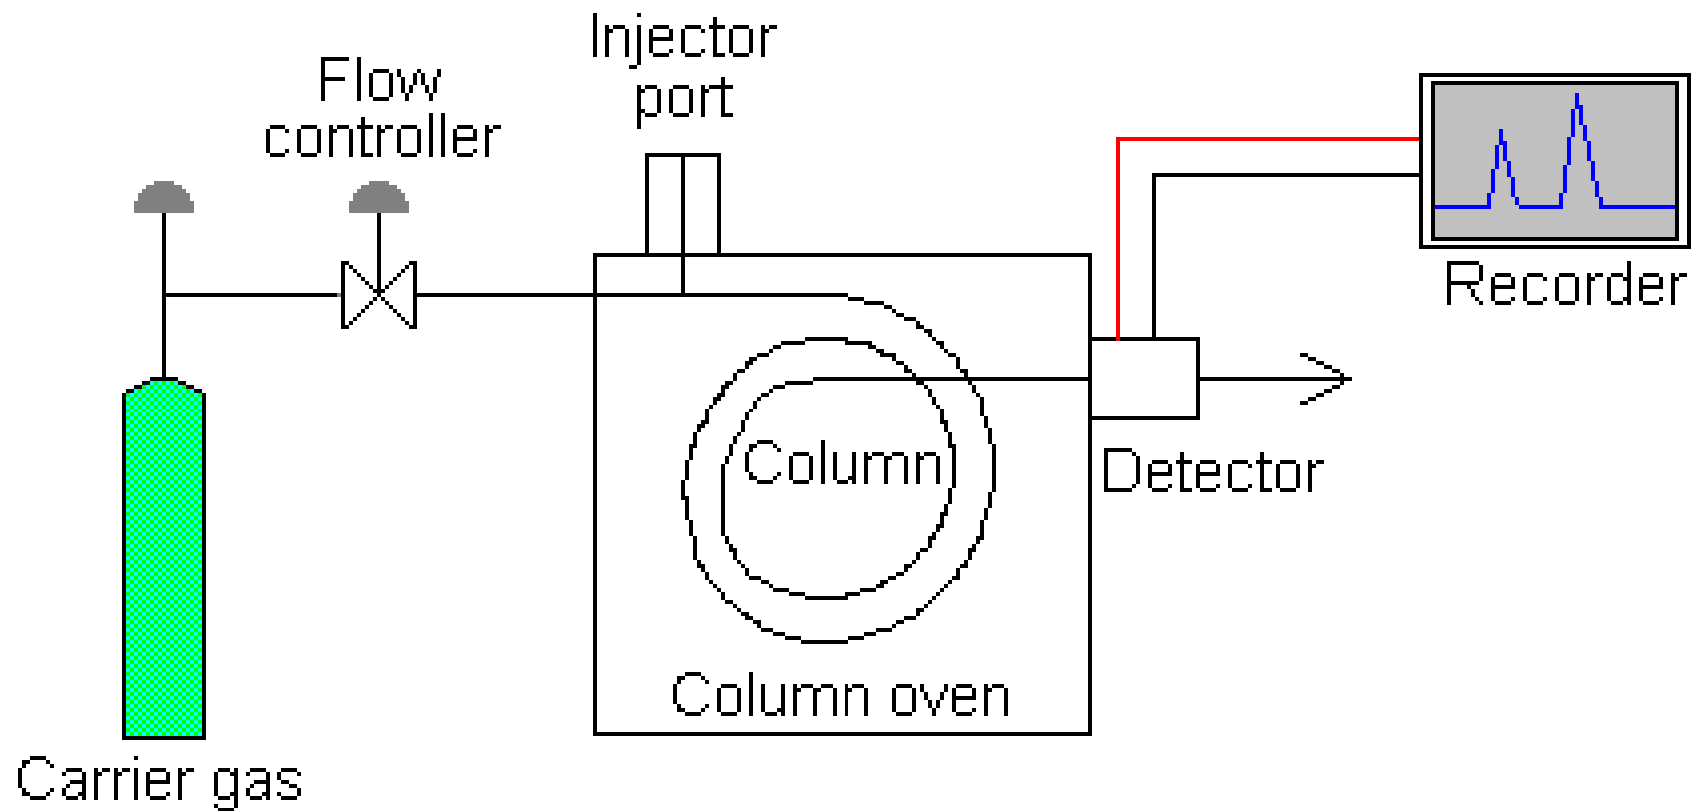 Injector
port
Flow
controller
Recorder
Column
Detector
Column oven
Carrier gas